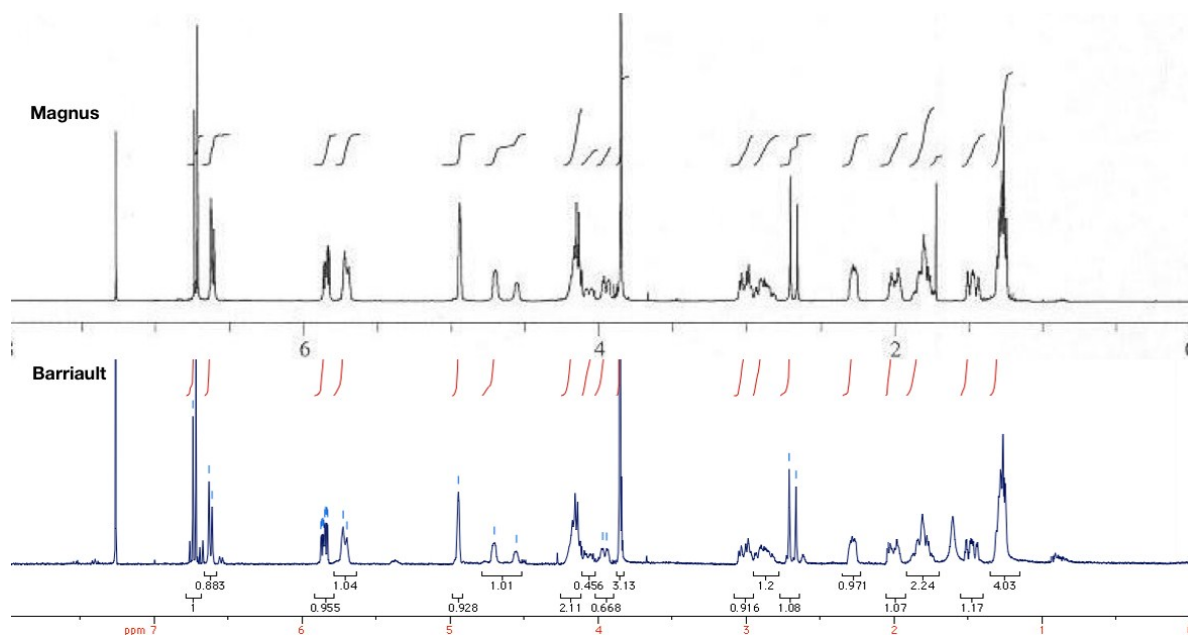 Magnus
6 4 2
Barriault
0.883 1.04 1.01 0.456 3.13 1.2 0.971 2.24 4.03
1 0.955 0.928 2.11 0.668 0.916 1.08 1.07 1.17
ppm 7 6 5 4 3 2 1